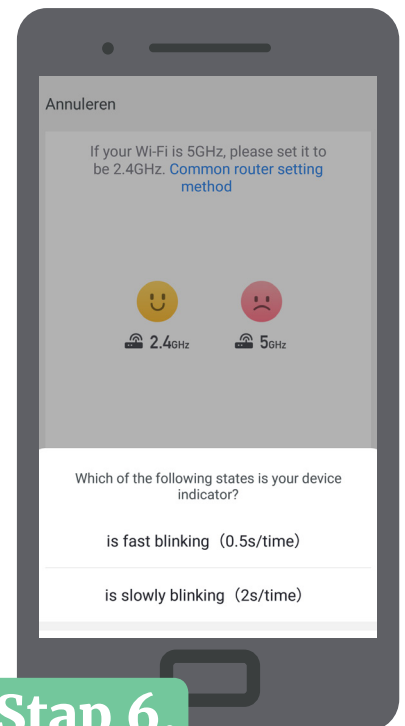 Annuleren
If your Wi-Fi is 5GHz, please set it to
be 2.4GHz. Common router setting
method
2.4GHz 5GHz
Which of the following states is your device
indicator?
is fast blinking（0.5s/time）
is slowly blinking（2s/time）
Stap 6.